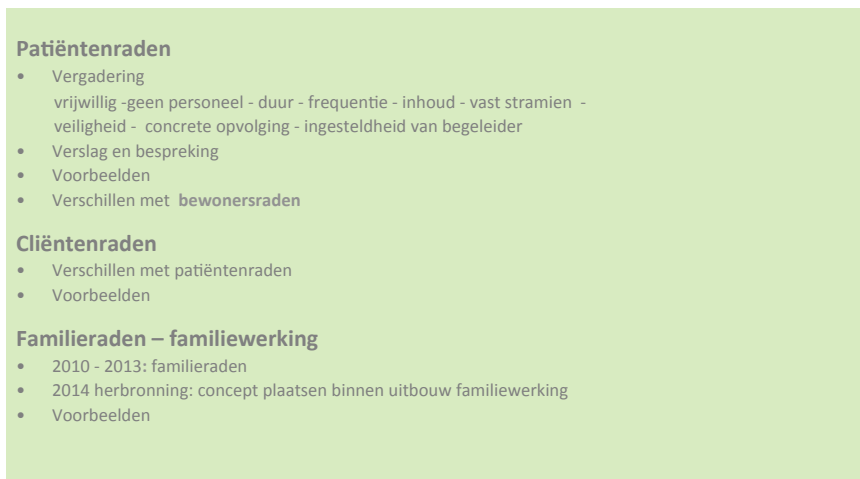 Patiëntenraden
• Vergadering
vrijwillig -geen personeel - duur - frequentie - inhoud - vast stramien -
veiligheid - concrete opvolging - ingesteldheid van begeleider
• Verslag en bespreking
• Voorbeelden
• Verschillen met bewonersraden
Cliëntenraden
• Verschillen met patiëntenraden
• Voorbeelden
Familieraden – familiewerking
• 2010 - 2013: familieraden
• 2014 herbronning: concept plaatsen binnen uitbouw familiewerking
• Voorbeelden